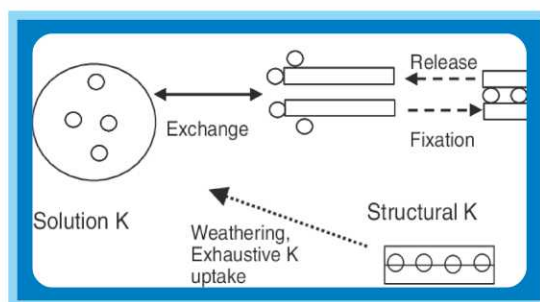 Release
Exchange
Fixation
Solution K
Structural K
Weathering,
Exhaustive K
uptake